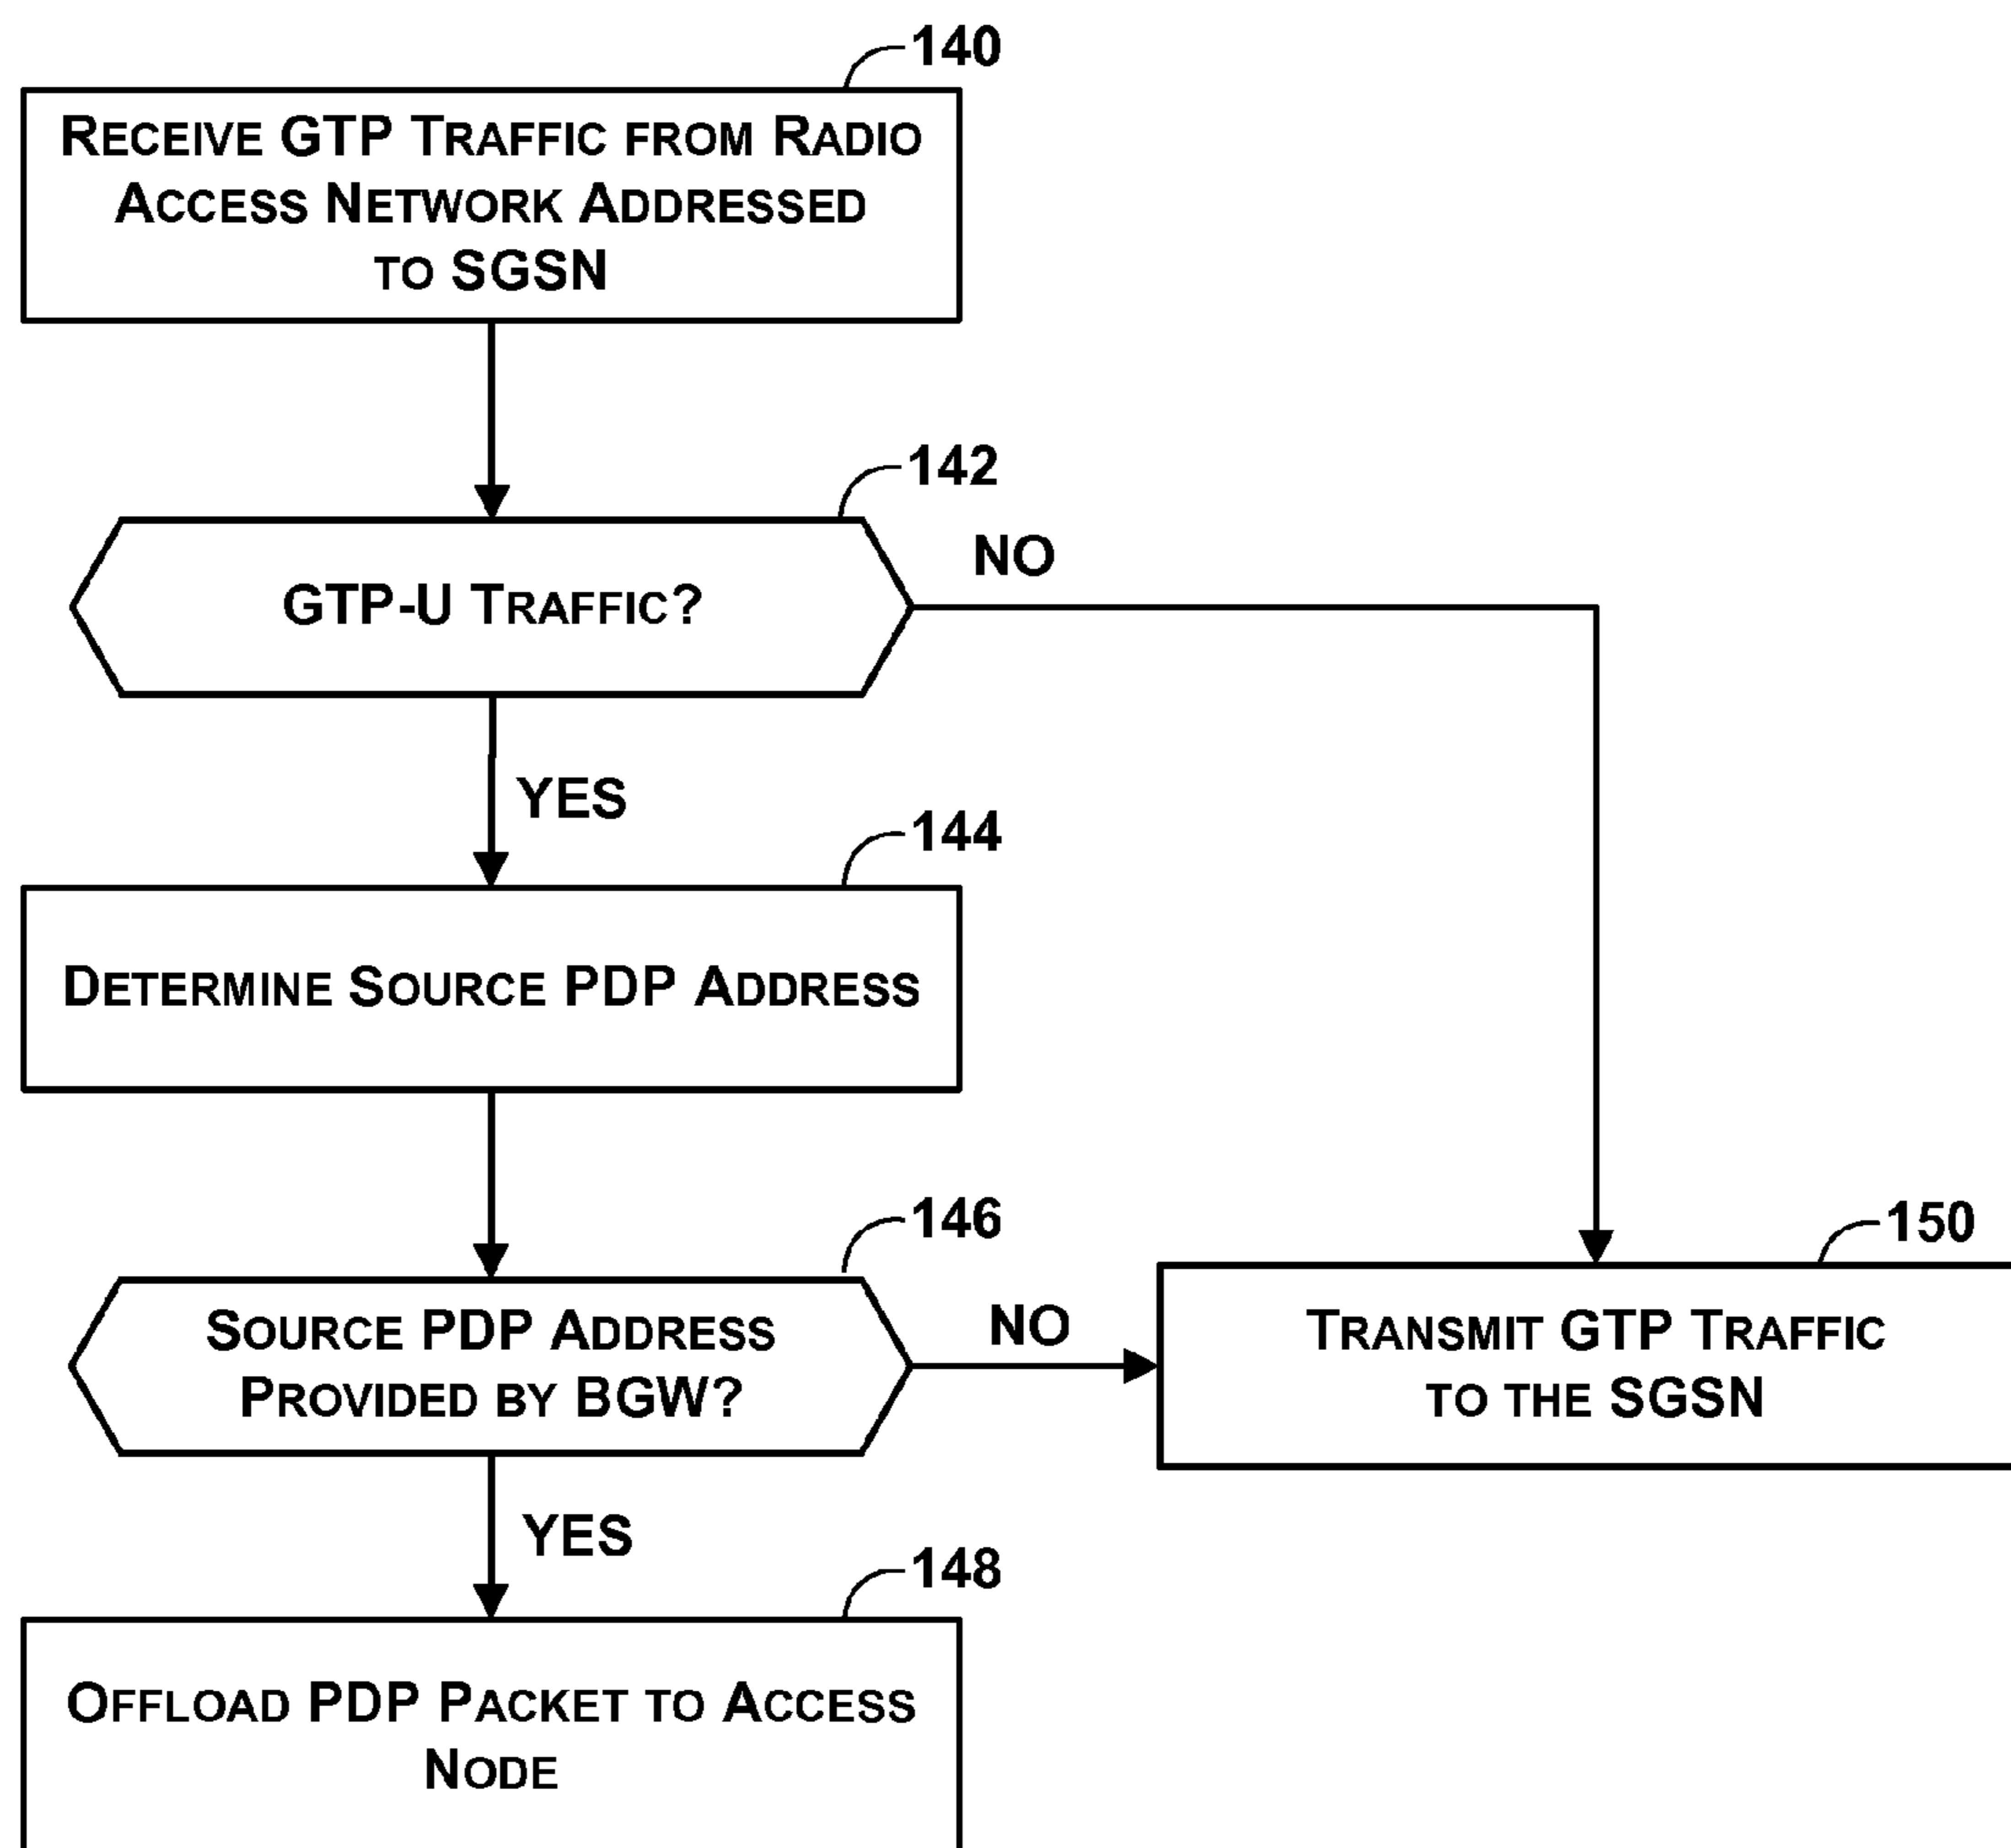 140
RECEIVE GTP TRAFFIC FROM RADIO
ACCESS NETWORK ADDRESSED
TO SGSN
142
GTP-U TRAFFIC?
NO
YES
144
DETERMINE SOURCE PDP ADDRESS
146
SOURCE PDP ADDRESS
PROVIDED BY BGW?
NO
150
TRANSMIT GTP TRAFFIC
TO THE SGSN
YES
148
OFFLOAD PDP PACKET TO ACCESS
NODE